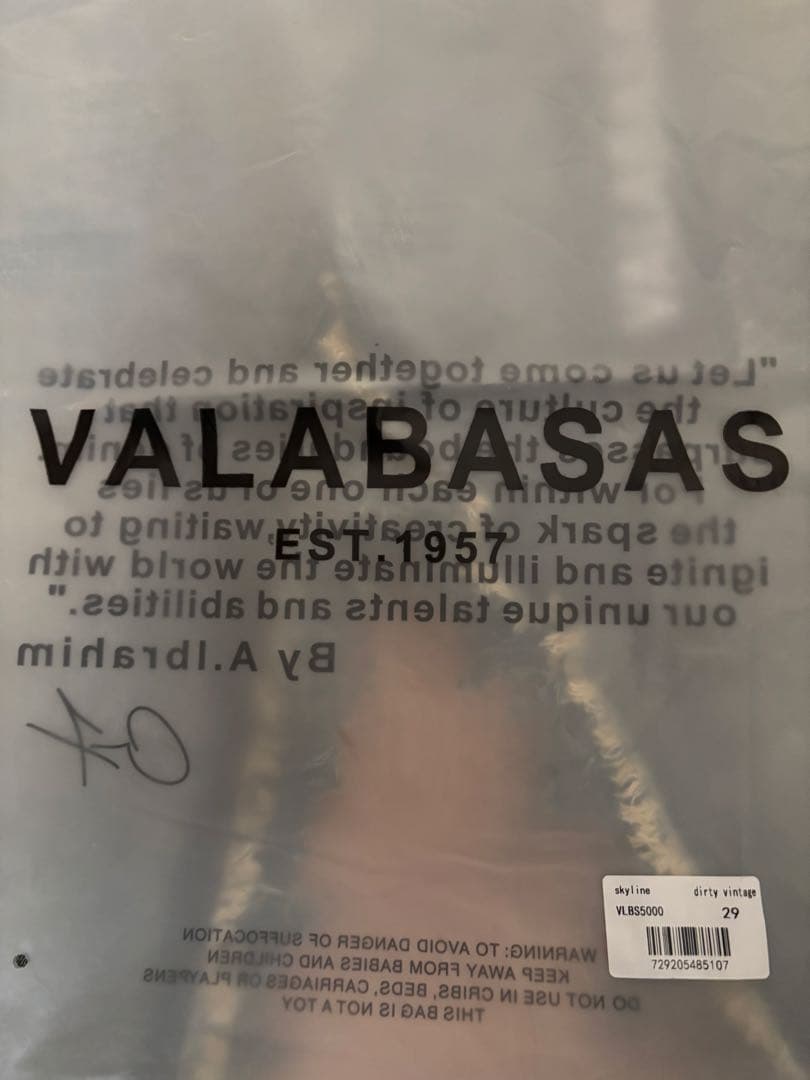 "Let us come together and celebrate
the culture of inspiration that
VALABASAS
For within each one of us lies
the spark of creativity, waiting to
EST. 1957
ignite and illuminate the world with
our unique talents and abilities."
By A.Ibrahim
skyline dirty vintage
VLBS5000 29
729205485107
WARNING: TO AVOID DANGER OF SUFFOCATION
KEEP AWAY FROM BABIES AND CHILDREN
DO NOT USE IN CRIBS, BEDS, CARRIAGES OR PLAYPENS
THIS BAG IS NOT A TOY